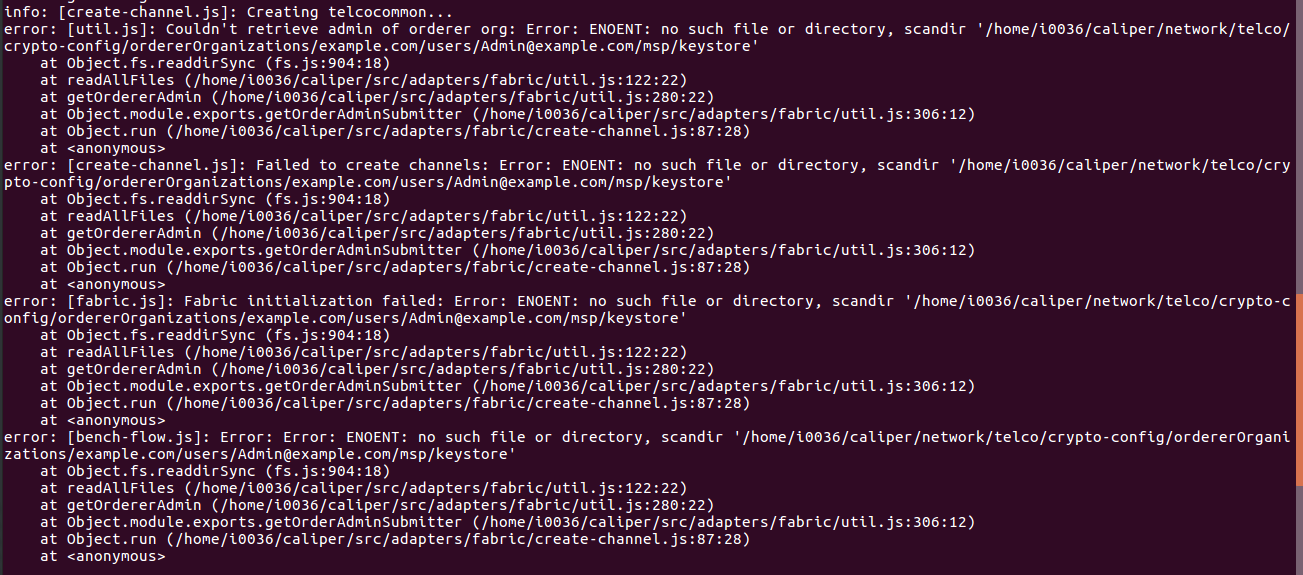 info: [create-channel.js]: Creating telcocommon...
error: [util.js]: Couldn't retrieve admin of orderer org: Error: ENOENT: no such file or directory, scandir '/home/i0036/caliper/network/telco/
crypto-config/ordererOrganizations/example.com/users/Admin@example.com/msp/keystore'
    at Object.fs.readdirSync (fs.js:904:18)
    at readAllFiles (/home/i0036/caliper/src/adapters/fabric/util.js:122:22)
    at getOrdererAdmin (/home/i0036/caliper/src/adapters/fabric/util.js:280:22)
    at Object.module.exports.getOrderAdminSubmitter (/home/i0036/caliper/src/adapters/fabric/util.js:306:12)
    at Object.run (/home/i0036/caliper/src/adapters/fabric/create-channel.js:87:28)
    at <anonymous>
error: [create-channel.js]: Failed to create channels: Error: ENOENT: no such file or directory, scandir '/home/i0036/caliper/network/telco/cry
pto-config/ordererOrganizations/example.com/users/Admin@example.com/msp/keystore'
    at Object.fs.readdirSync (fs.js:904:18)
    at readAllFiles (/home/i0036/caliper/src/adapters/fabric/util.js:122:22)
    at getOrdererAdmin (/home/i0036/caliper/src/adapters/fabric/util.js:280:22)
    at Object.module.exports.getOrderAdminSubmitter (/home/i0036/caliper/src/adapters/fabric/util.js:306:12)
    at Object.run (/home/i0036/caliper/src/adapters/fabric/create-channel.js:87:28)
    at <anonymous>
error: [fabric.js]: Fabric initialization failed: Error: ENOENT: no such file or directory, scandir '/home/i0036/caliper/network/telco/crypto-c
onfig/ordererOrganizations/example.com/users/Admin@example.com/msp/keystore'
    at Object.fs.readdirSync (fs.js:904:18)
    at readAllFiles (/home/i0036/caliper/src/adapters/fabric/util.js:122:22)
    at getOrdererAdmin (/home/i0036/caliper/src/adapters/fabric/util.js:280:22)
    at Object.module.exports.getOrderAdminSubmitter (/home/i0036/caliper/src/adapters/fabric/util.js:306:12)
    at Object.run (/home/i0036/caliper/src/adapters/fabric/create-channel.js:87:28)
    at <anonymous>
error: [bench-flow.js]: Error: Error: ENOENT: no such file or directory, scandir '/home/i0036/caliper/network/telco/crypto-config/ordererOrgani
zations/example.com/users/Admin@example.com/msp/keystore'
    at Object.fs.readdirSync (fs.js:904:18)
    at readAllFiles (/home/i0036/caliper/src/adapters/fabric/util.js:122:22)
    at getOrdererAdmin (/home/i0036/caliper/src/adapters/fabric/util.js:280:22)
    at Object.module.exports.getOrderAdminSubmitter (/home/i0036/caliper/src/adapters/fabric/util.js:306:12)
    at Object.run (/home/i0036/caliper/src/adapters/fabric/create-channel.js:87:28)
    at <anonymous>